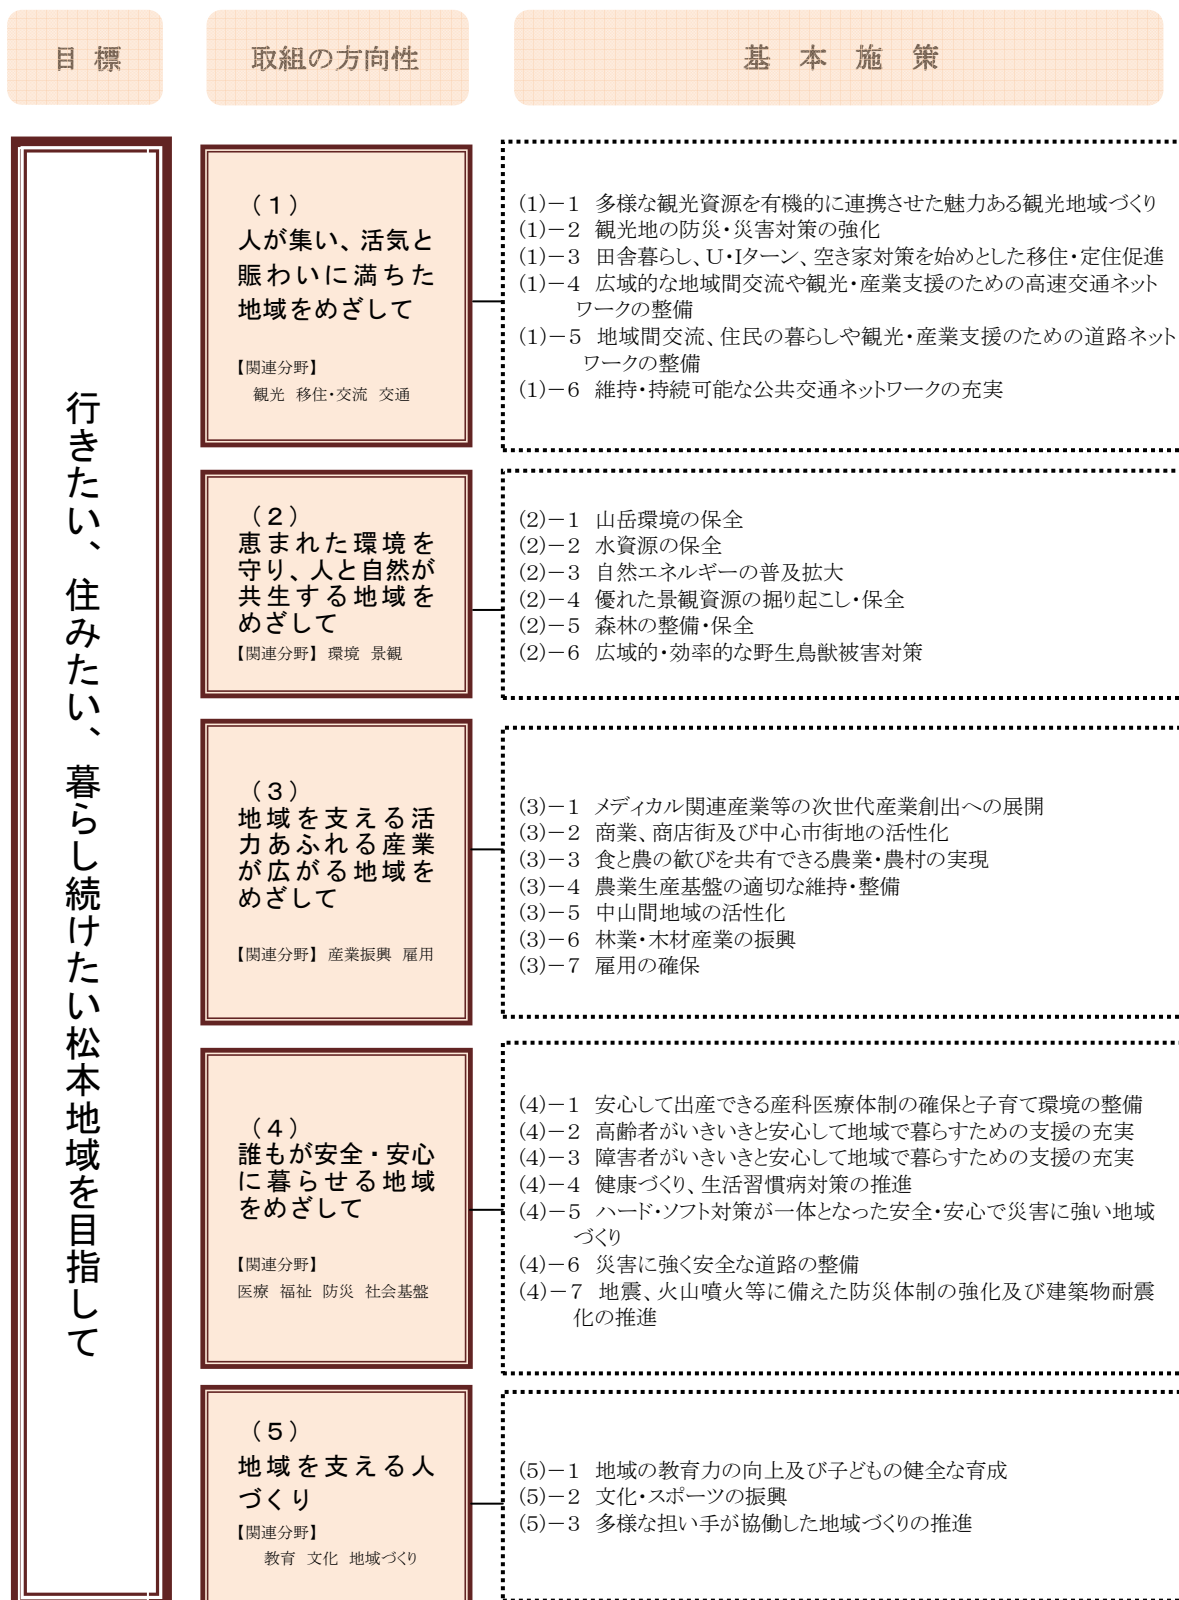 目 標
取組の方向性
基 本 施 策
行きたい、住みたい、暮らし続けたい松本地域を目指して
(1)
人が集い、活気と
賑わいに満ちた
地域をめざして
【関連分野】
観光 移住・交流 交通
(1)－1 多様な観光資源を有機的に連携させた魅力ある観光地域づくり
(1)－2 観光地の防災・災害対策の強化
(1)－3 田舎暮らし、U・Iターン、空き家対策を始めとした移住・定住促進
(1)－4 広域的な地域間交流や観光・産業支援のための高速交通ネット
ワークの整備
(1)－5 地域間交流、住民の暮らしや観光・産業支援のための道路ネット
ワークの整備
(1)－6 維持・持続可能な公共交通ネットワークの充実
(2)
恵まれた環境を
守り、人と自然が
共生する地域を
めざして
【関連分野】 環境 景観
(2)－1 山岳環境の保全
(2)－2 水資源の保全
(2)－3 自然エネルギーの普及拡大
(2)－4 優れた景観資源の掘り起こし・保全
(2)－5 森林の整備・保全
(2)－6 広域的・効率的な野生鳥獣被害対策
(3)
地域を支える活
力あふれる産業
が広がる地域を
めざして
【関連分野】 産業振興 雇用
(3)－1 メディカル関連産業等の次世代産業創出への展開
(3)－2 商業、商店街及び中心市街地の活性化
(3)－3 食と農の歓びを共有できる農業・農村の実現
(3)－4 農業生産基盤の適切な維持・整備
(3)－5 中山間地域の活性化
(3)－6 林業・木材産業の振興
(3)－7 雇用の確保
(4)
誰もが安全・安心
に暮らせる地域
をめざして
【関連分野】
医療 福祉 防災 社会基盤
(4)－1 安心して出産できる産科医療体制の確保と子育て環境の整備
(4)－2 高齢者がいきいきと安心して地域で暮らすための支援の充実
(4)－3 障害者がいきいきと安心して地域で暮らすための支援の充実
(4)－4 健康づくり、生活習慣病対策の推進
(4)－5 ハード・ソフト対策が一体となった安全・安心で災害に強い地域
づくり
(4)－6 災害に強く安全な道路の整備
(4)－7 地震、火山噴火等に備えた防災体制の強化及び建築物耐震
化の推進
(5)
地域を支える人
づくり
【関連分野】
教育 文化 地域づくり
(5)－1 地域の教育力の向上及び子どもの健全な育成
(5)－2 文化・スポーツの振興
(5)－3 多様な担い手が協働した地域づくりの推進